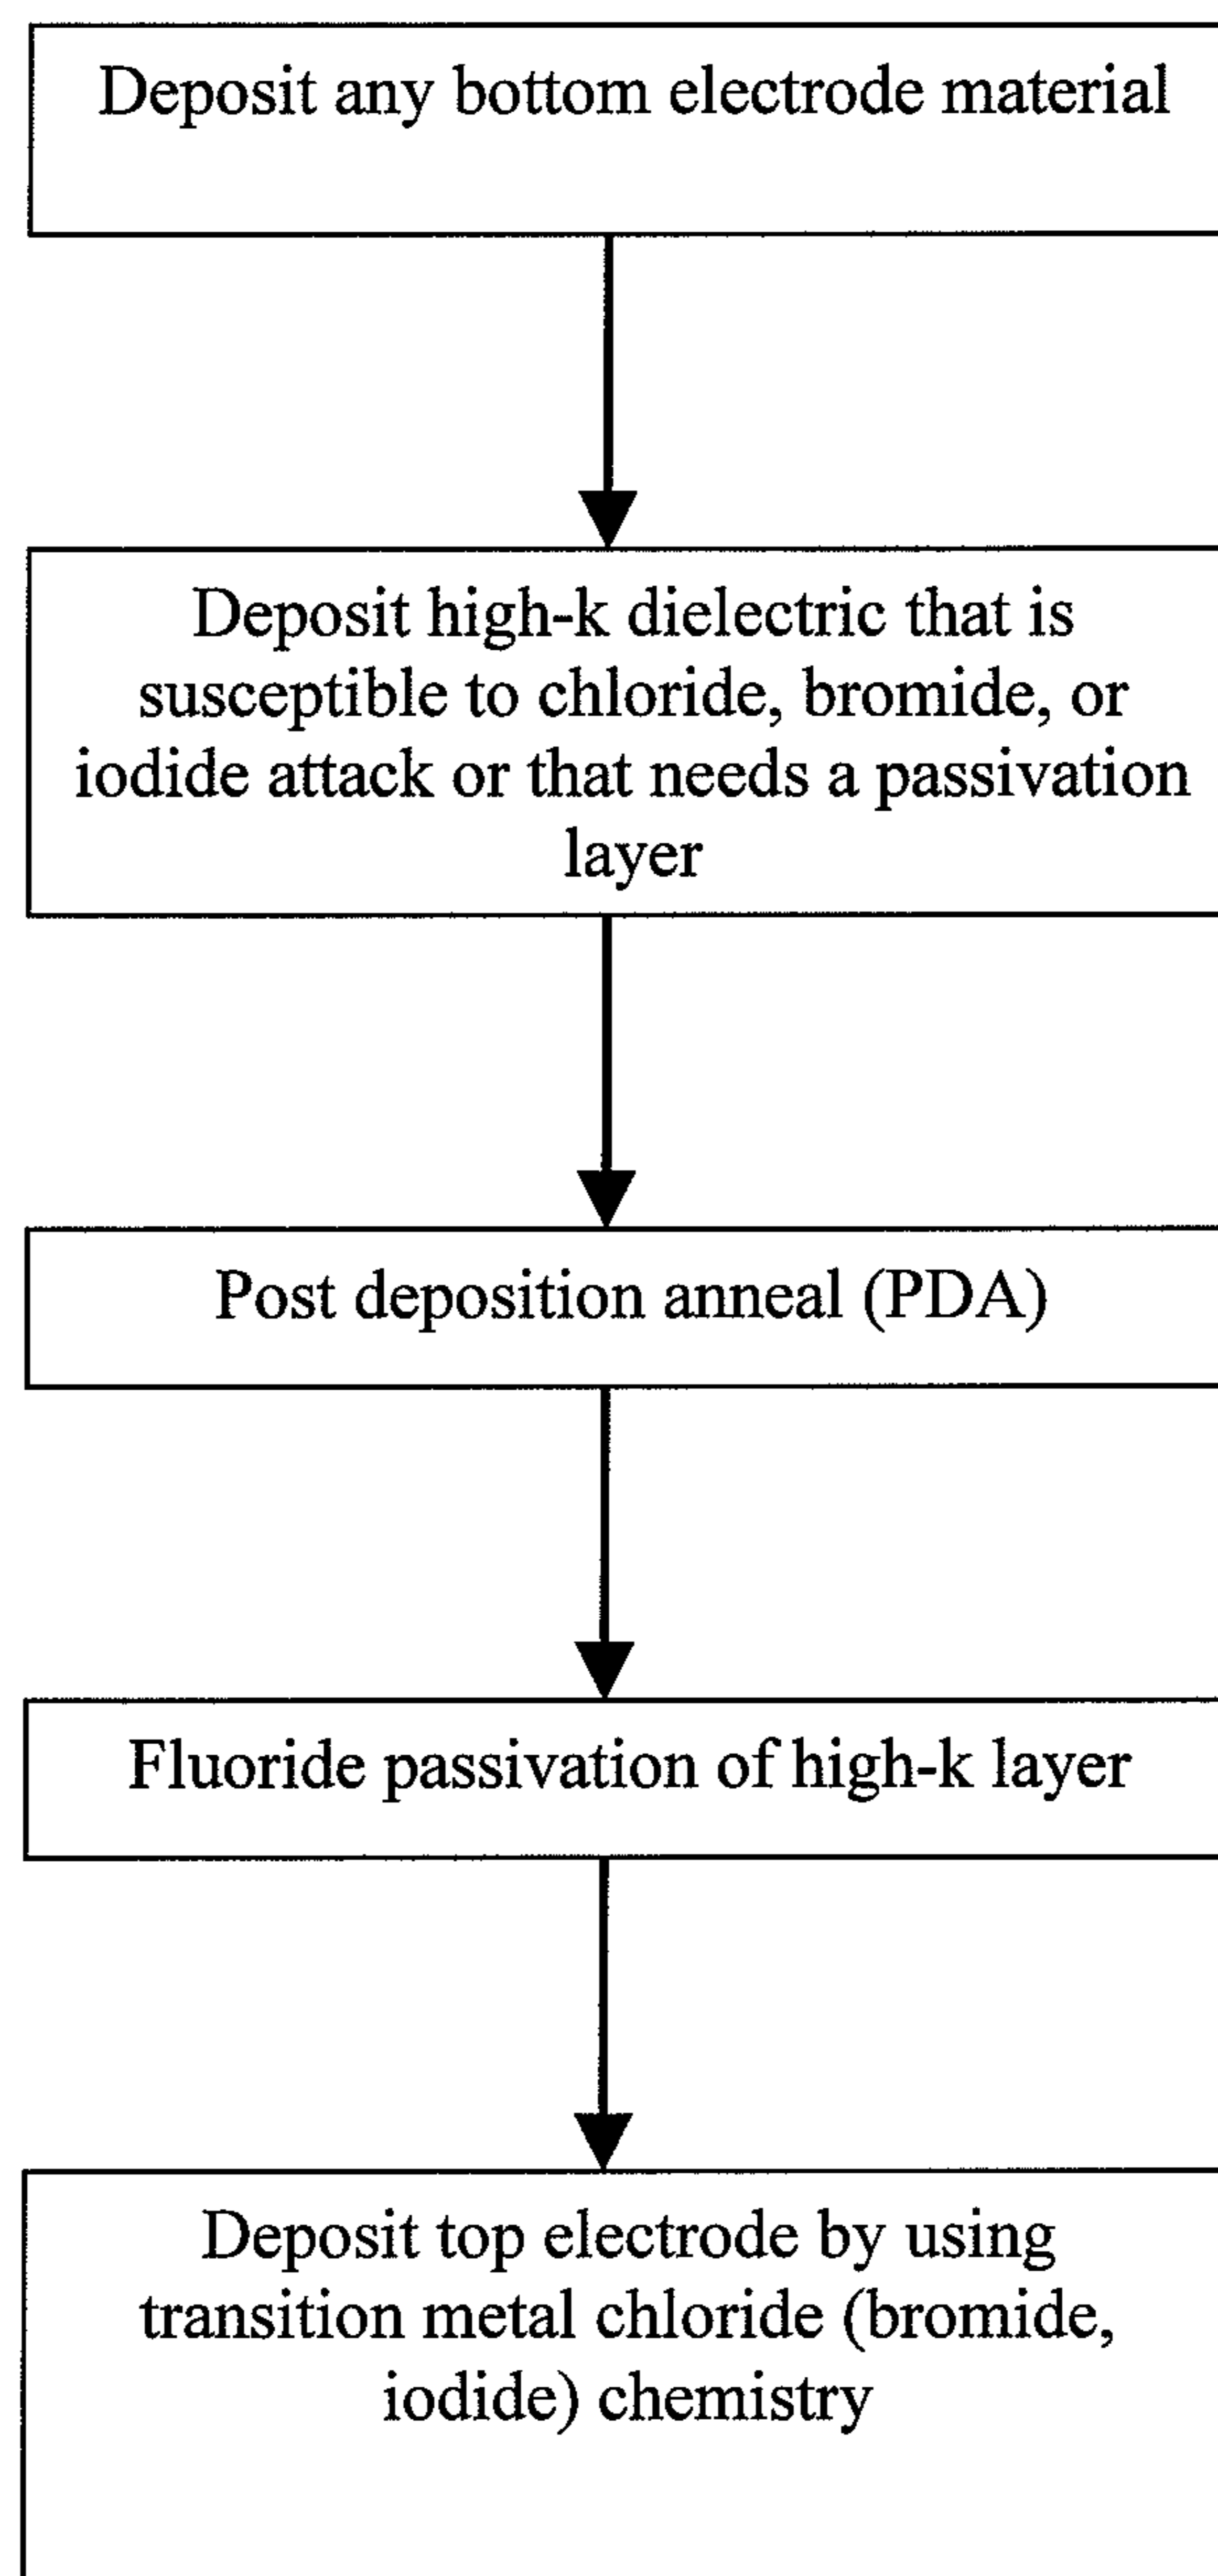 Deposit any bottom electrode material
Deposit high-k dielectric that is
susceptible to chloride, bromide, or
iodide attack or that needs a passivation
layer
Post deposition anneal (PDA)
Fluoride passivation of high-k layer
Deposit top electrode by using
transition metal chloride (bromide,
iodide) chemistry